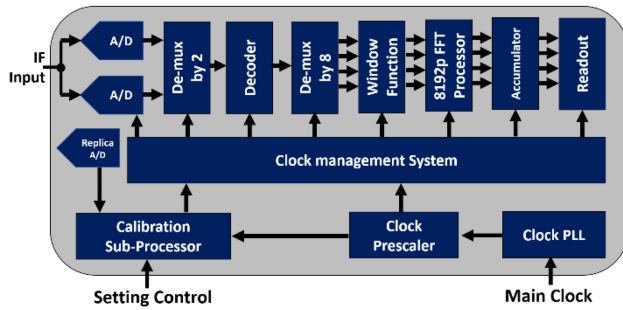 IF
Input
A/D
A/D
De-mux
by 2
Decoder
De-mux
by 8
Window
Function
8192p FFT
Processor
Accumulator
Readout
Replica
A/D
Clock management System
Calibration
Sub-Processor
Clock
Prescaler
Clock PLL
Setting Control
Main Clock